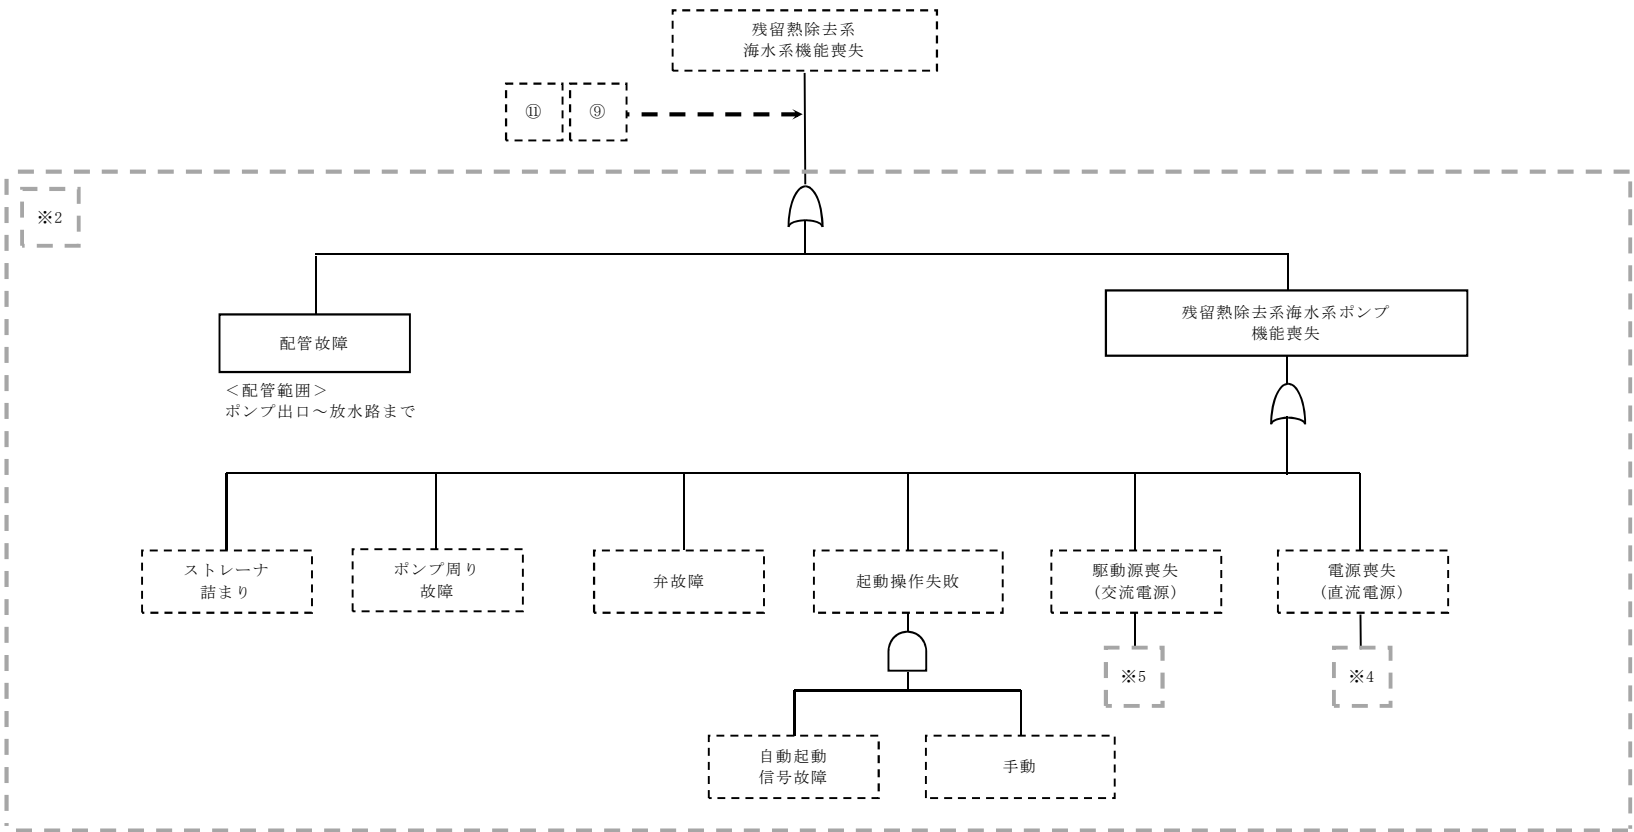 残留熱除去系
海水系機能喪失
⑪
⑨
※2
残留熱除去系海水系ポンプ
機能喪失
配管故障
＜配管範囲＞
ポンプ出口～放水路まで
ストレーナ
詰まり
ポンプ周り
故障
弁故障
起動操作失敗
駆動源喪失
（交流電源）
電源喪失
（直流電源）
※5
※4
自動起動
信号故障
手動